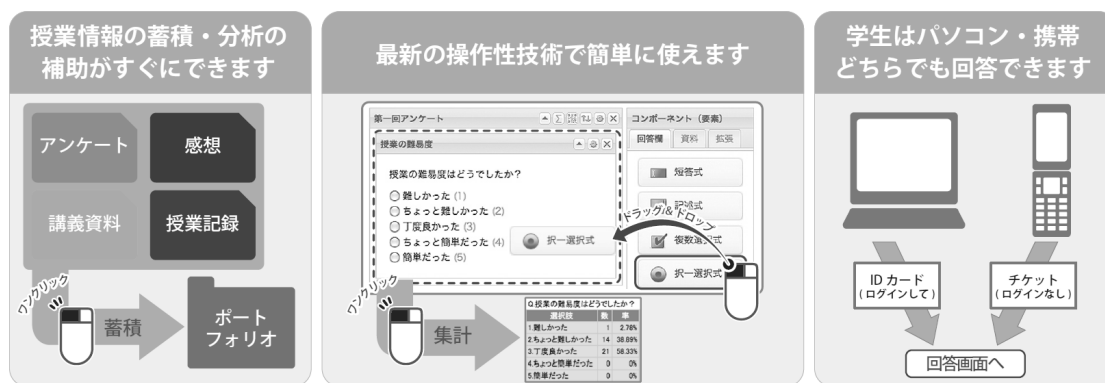 授業情報の蓄積・分析の
補助がすぐにできます
アンケート
感想
講義資料
授業記録
ワンクリック
蓄積
ポート
フォリオ
最新の操作性技術で簡単に使えます
第一回アンケート
授業の難易度
授業の難易度はどうでしたか?
難しかった (1)
ちょっと難しかった (2)
丁度良かった (3)
ちょっと簡単だった (4)
簡単だった (5)
択一選択式
コンポーネント (要素)
回答欄 資料 拡張
短答式
記述式
複数選択式
択一選択式
ドラッグ&ドロップ
ワンクリック
集計
Q.授業の難易度はどうでしたか?
選択肢 数 率
1.難しかった 1 2.78%
2.ちょっと難しかった 14 38.89%
3.丁度良かった 21 58.33%
4.ちょっと簡単だった 0 0%
5.簡単だった 0 0%
学生はパソコン・携帯
どちらでも回答できます
ID カード
(ログインして)
チケット
(ログインなし)
回答画面へ